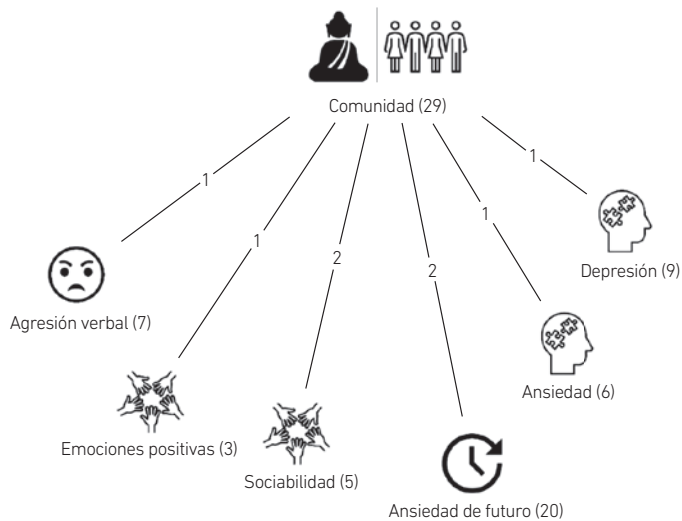 Comunidad (29)
1
1
1
1
2
2
Depresión (9)
Agresión verbal (7)
Ansiedad (6)
Emociones positivas (3)
Sociabilidad (5)
Ansiedad de futuro (20)